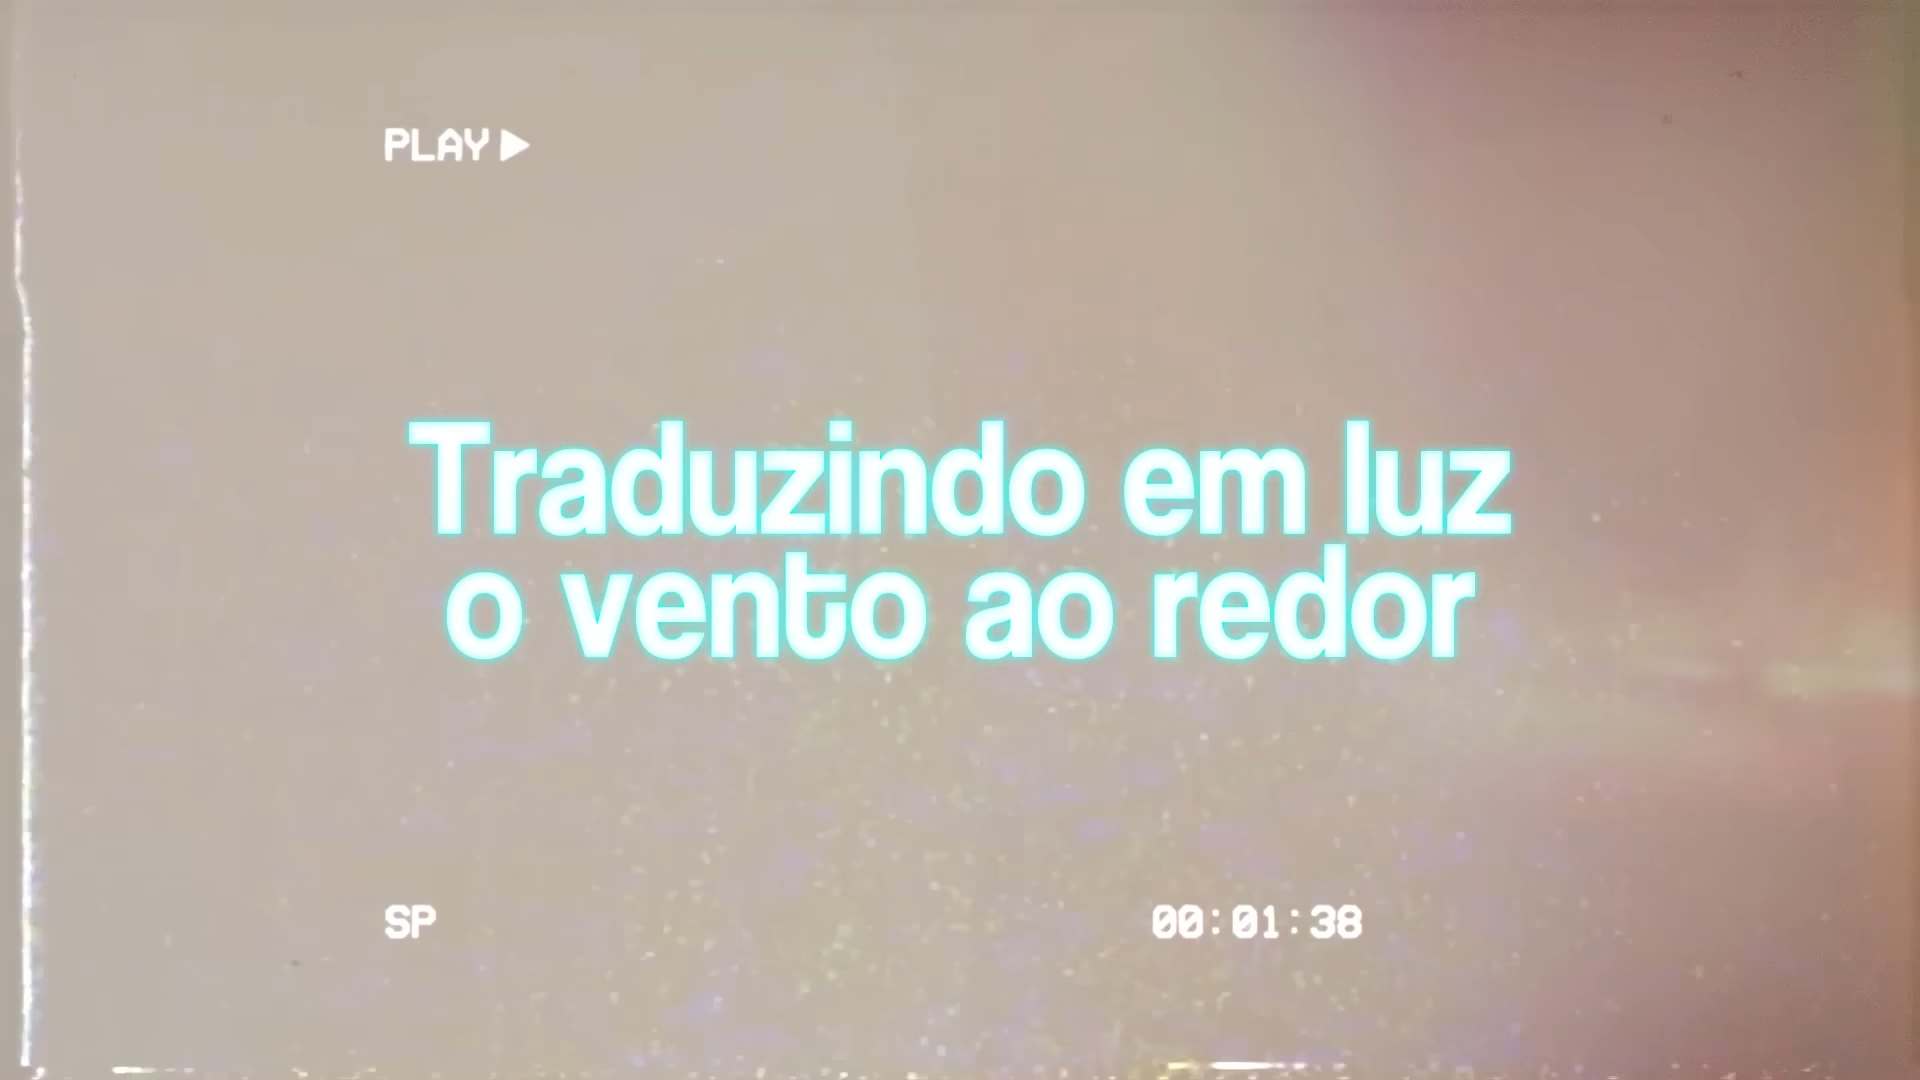 PLAY ▶
Traduzindo em luz
o vento ao redor
SP
00:01:38